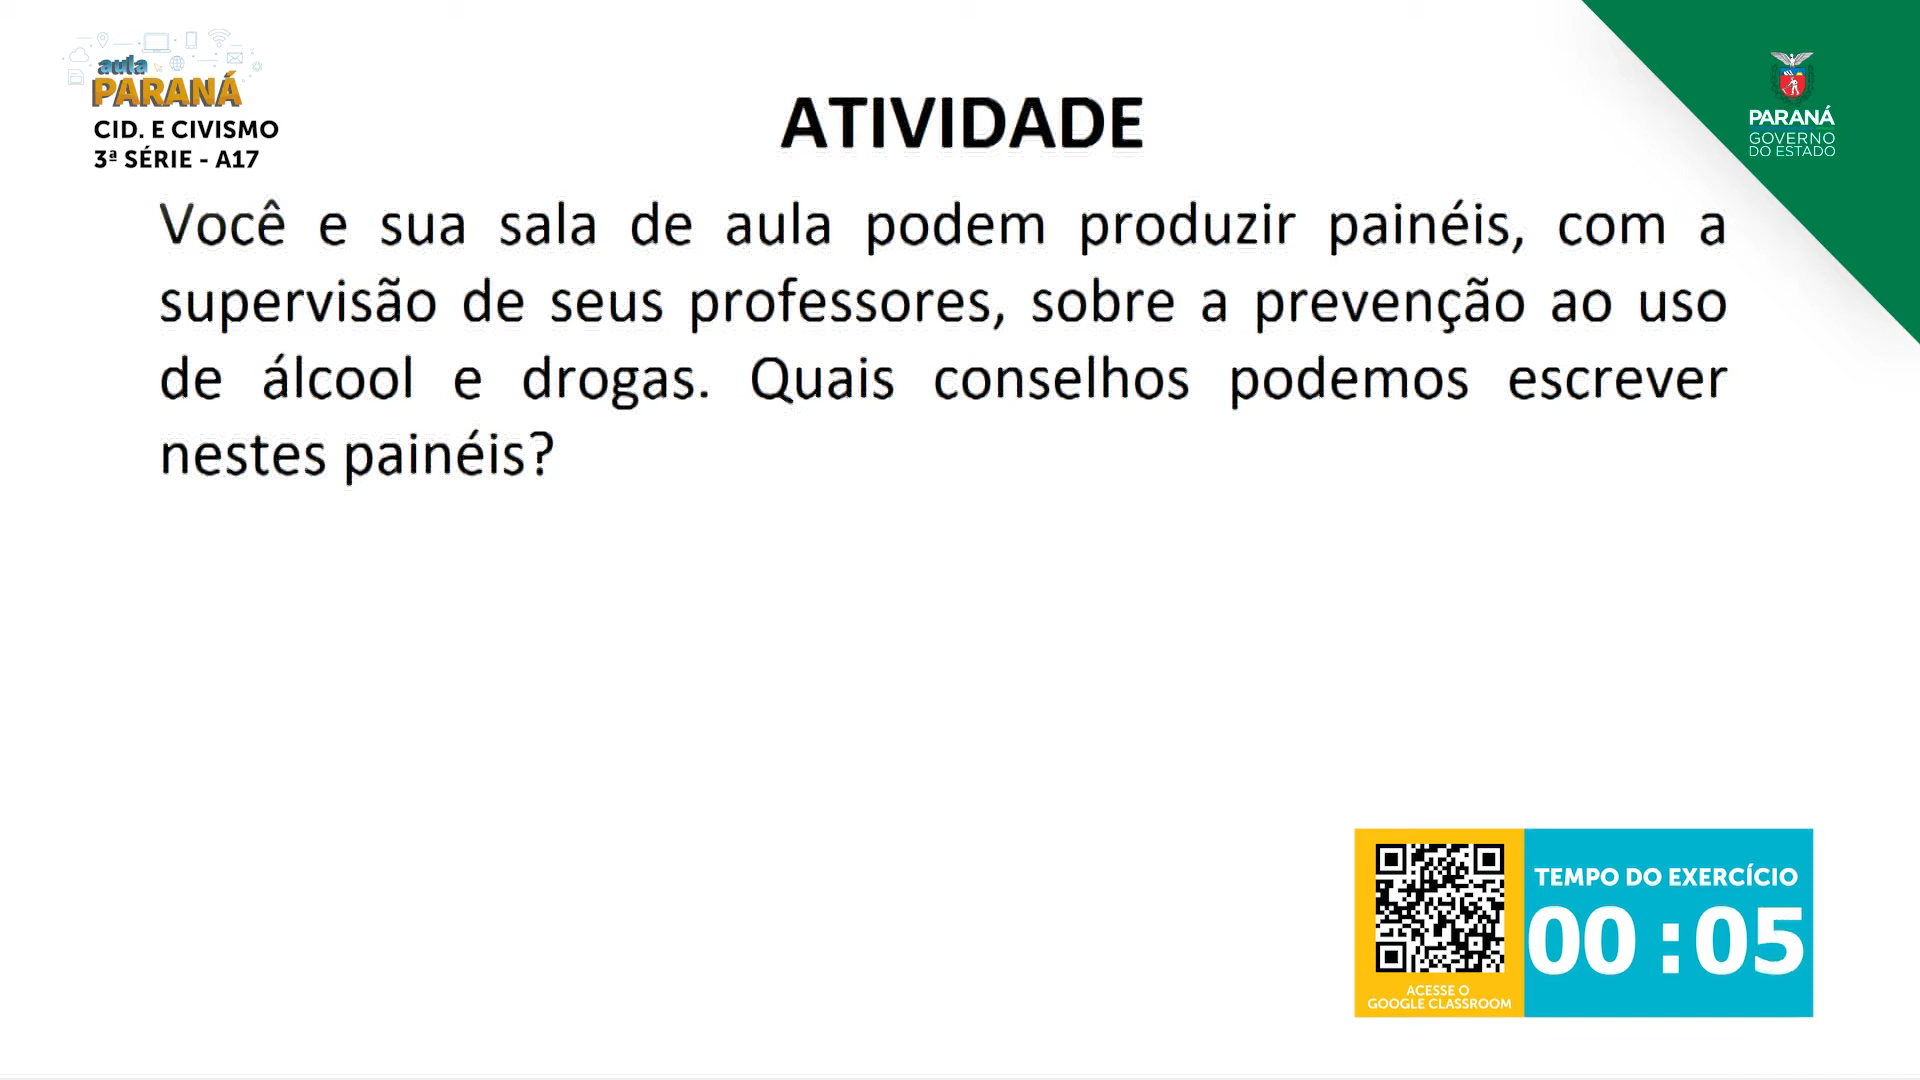 aula
PARANÁ
CID. E CIVISMO
3ª SÉRIE - A17
PARANÁ
GOVERNO
DO ESTADO
ATIVIDADE
Você e sua sala de aula podem produzir painéis, com a
supervisão de seus professores, sobre a prevenção ao uso
de álcool e drogas. Quais conselhos podemos escrever
nestes painéis?
ACESSE O
GOOGLE CLASSROOM
TEMPO DO EXERCÍCIO
00:05